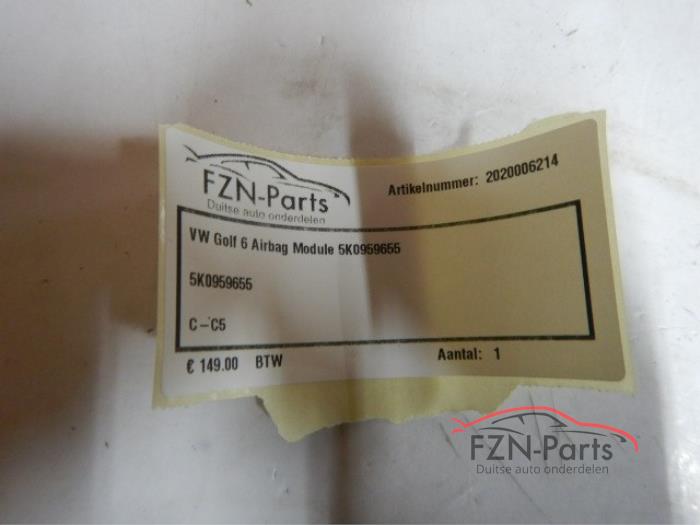 FZN-Parts
Duitse auto onderdelen
Artikelnummer: 2020006214
VW Golf 6 Airbag Module 5K0959655
5K0959655
C-C5
€ 149.00 BTW
Aantal: 1
FZN-Parts
Duitse auto onderdelen